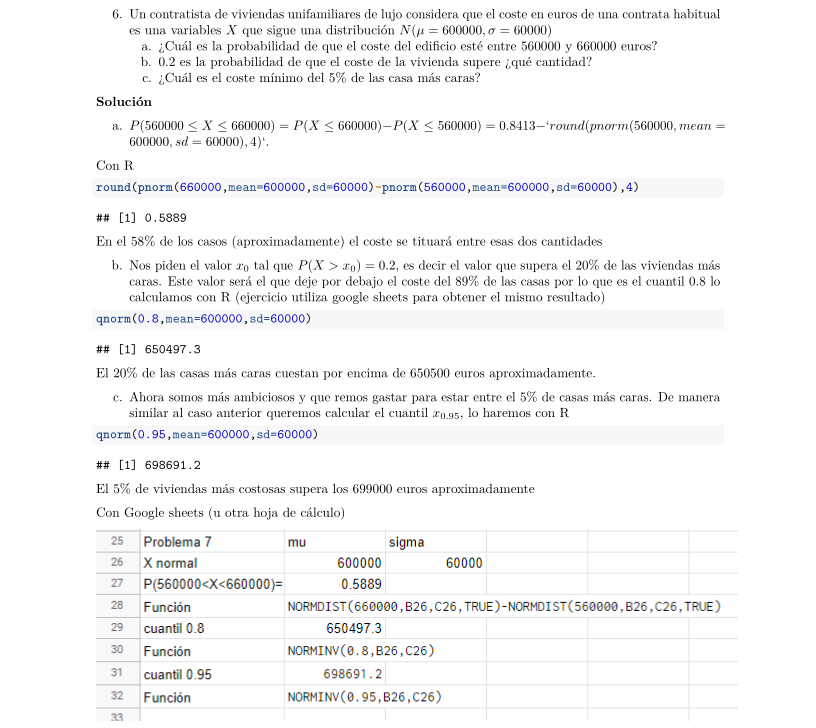 6. Un contratista de viviendas unifamiliares de lujo considera que el coste en euros de una contrata habitual
es una variables X que sigue una distribución N(μ = 600000, σ = 60000)
a. ¿Cuál es la probabilidad de que el coste del edificio esté entre 560000 y 660000 euros?
b. 0.2 es la probabilidad de que el coste de la vivienda supere ¿qué cantidad?
c. ¿Cuál es el coste mínimo del 5% de las casa más caras?
Solución
a. P(560000 ≤ X ≤ 660000) = P(X ≤ 660000)−P(X ≤ 560000) = 0.8413−‘round(pnorm(560000, mean =
600000, sd = 60000), 4)‘.
Con R
round(pnorm(660000,mean=600000,sd=60000)-pnorm(560000,mean=600000,sd=60000),4)
## [1] 0.5889
En el 58% de los casos (aproximadamente) el coste se tituará entre esas dos cantidades
b. Nos piden el valor x₀ tal que P(X > x₀) = 0.2, es decir el valor que supera el 20% de las viviendas más
caras. Este valor será el que deje por debajo el coste del 89% de las casas por lo que es el cuantil 0.8 lo
calculamos con R (ejercicio utiliza google sheets para obtener el mismo resultado)
qnorm(0.8,mean=600000,sd=60000)
## [1] 650497.3
El 20% de las casas más caras cuestan por encima de 650500 euros aproximadamente.
c. Ahora somos más ambiciosos y que remos gastar para estar entre el 5% de casas más caras. De manera
similar al caso anterior queremos calcular el cuantil x₀.₉₅, lo haremos con R
qnorm(0.95,mean=600000,sd=60000)
## [1] 698691.2
El 5% de viviendas más costosas supera los 699000 euros aproximadamente
Con Google sheets (u otra hoja de cálculo)
25 Problema 7 mu sigma
26 X normal 600000 60000
27 P(560000<X<660000)= 0.5889
28 Función NORMDIST(660000,B26,C26,TRUE)-NORMDIST(560000,B26,C26,TRUE)
29 cuantil 0.8 650497.3
30 Función NORMINV(0.8,B26,C26)
31 cuantil 0.95 698691.2
32 Función NORMINV(0.95,B26,C26)
33